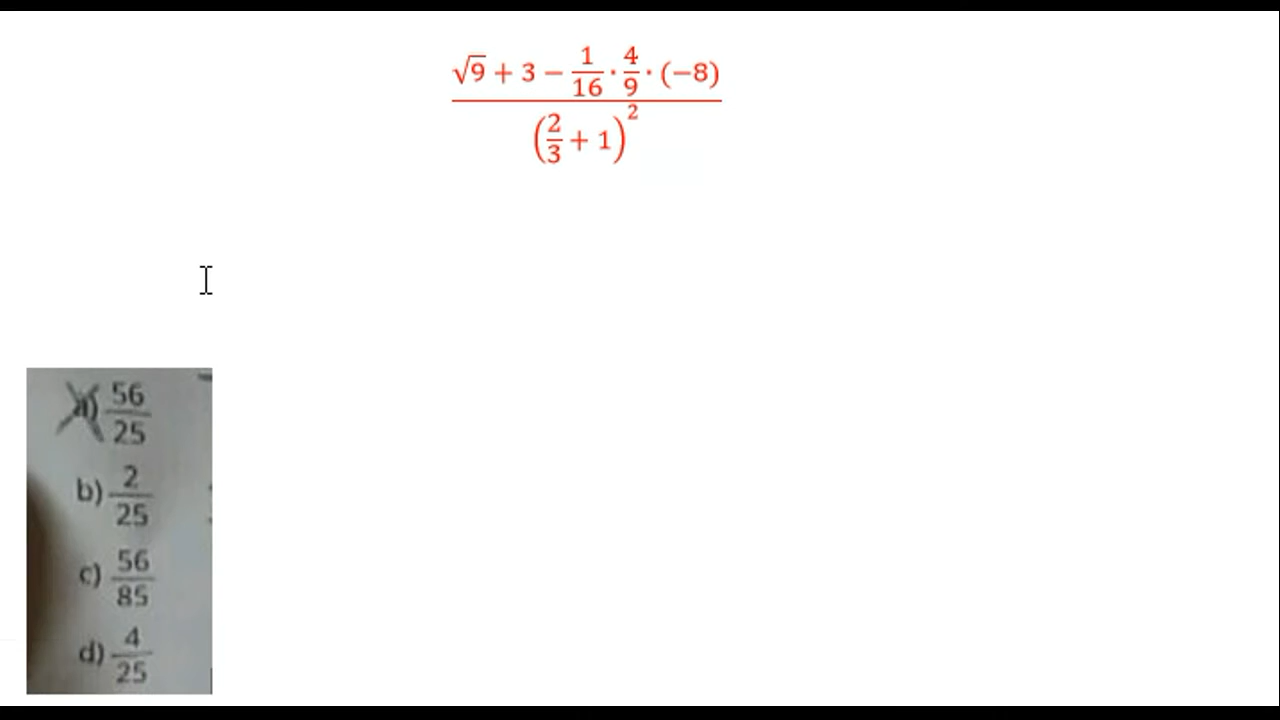 (√9 + 3 − 1/16 · 4/9 · (−8)) / (2/3 + 1)²
a) 56/25
b) 2/25
c) 56/85
d) 4/25